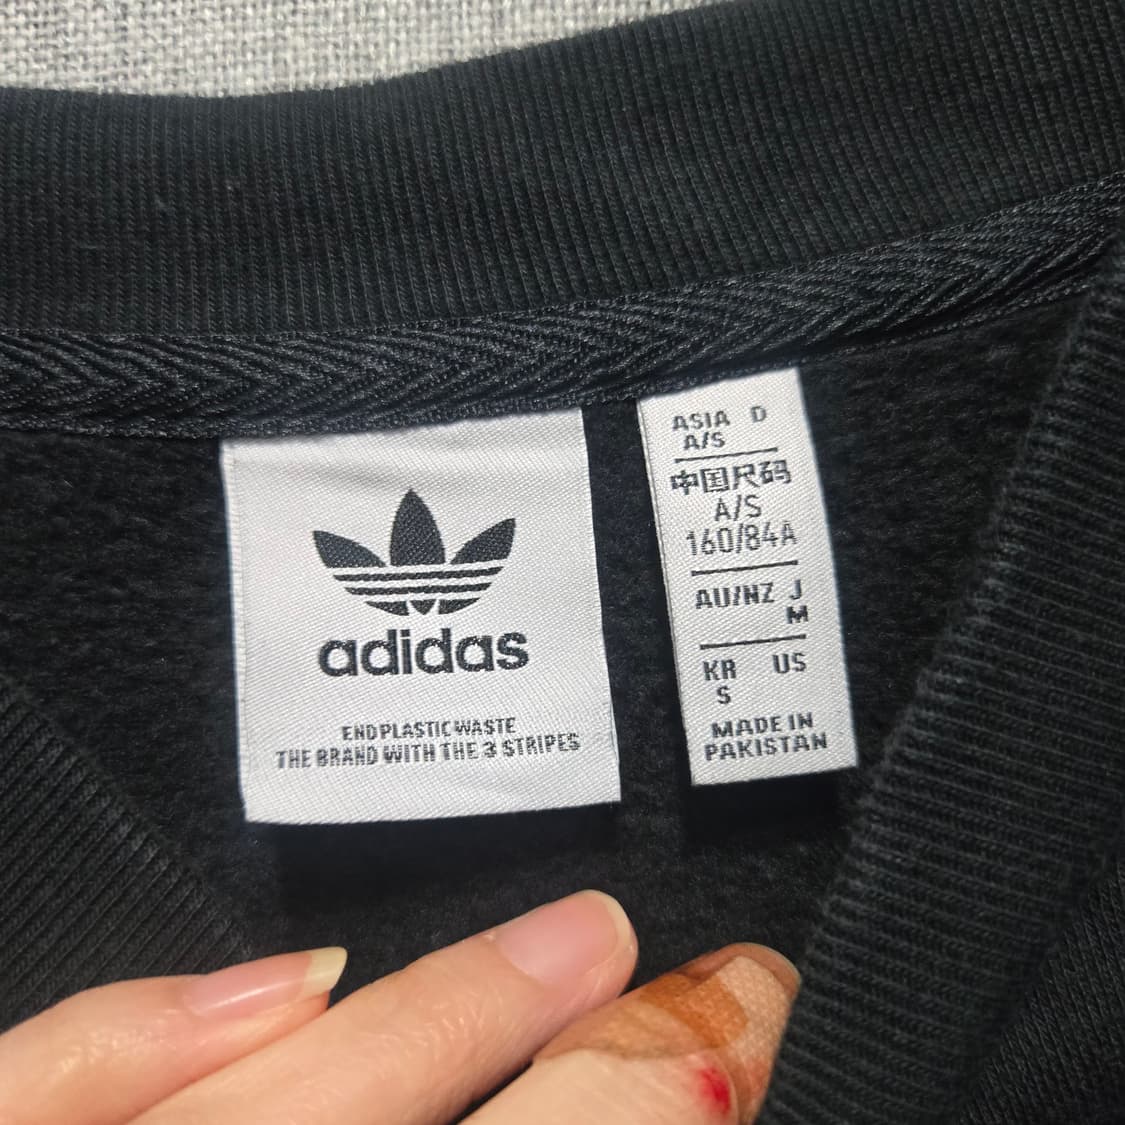 adidas
END PLASTIC WASTE
THE BRAND WITH THE 3 STRIPES
ASIA D
A/S
中国尺码
A/S
160/84A
AU/NZ J
M
KR US
S
MADE IN
PAKISTAN